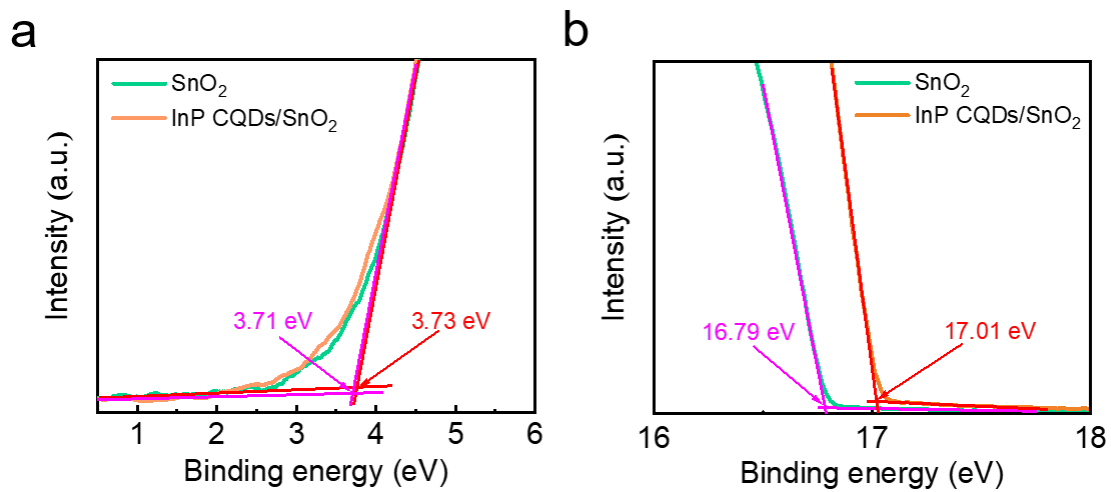 a
SnO₂
InP CQDs/SnO₂
3.71 eV
3.73 eV
Intensity (a.u.)
1 2 3 4 5 6
Binding energy (eV)
b
SnO₂
InP CQDs/SnO₂
16.79 eV
17.01 eV
Intensity (a.u.)
16 17 18
Binding energy (eV)